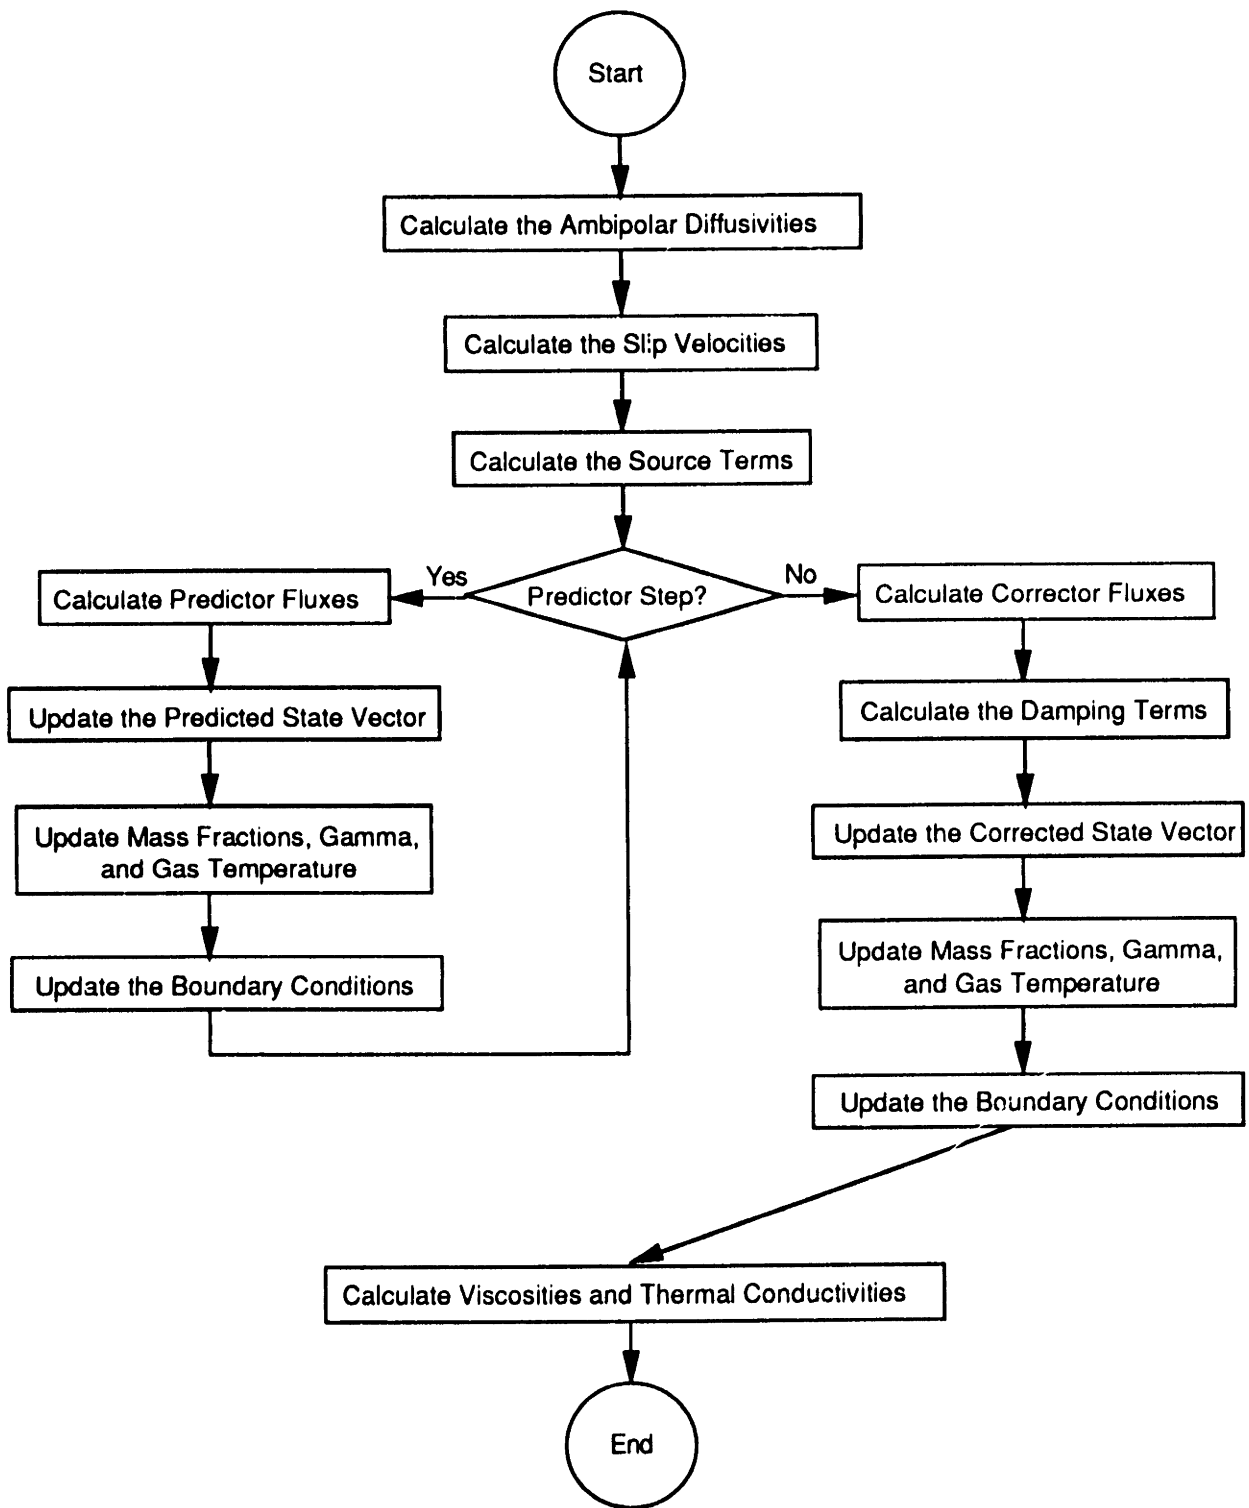 Start
Calculate the Ambipolar Diffusivities
Calculate the Slip Velocities
Calculate the Source Terms
Predictor Step?
Yes
No
Calculate Predictor Fluxes
Update the Predicted State Vector
Update Mass Fractions, Gamma,
and Gas Temperature
Update the Boundary Conditions
Calculate Corrector Fluxes
Calculate the Damping Terms
Update the Corrected State Vector
Update Mass Fractions, Gamma,
and Gas Temperature
Update the Boundary Conditions
Calculate Viscosities and Thermal Conductivities
End